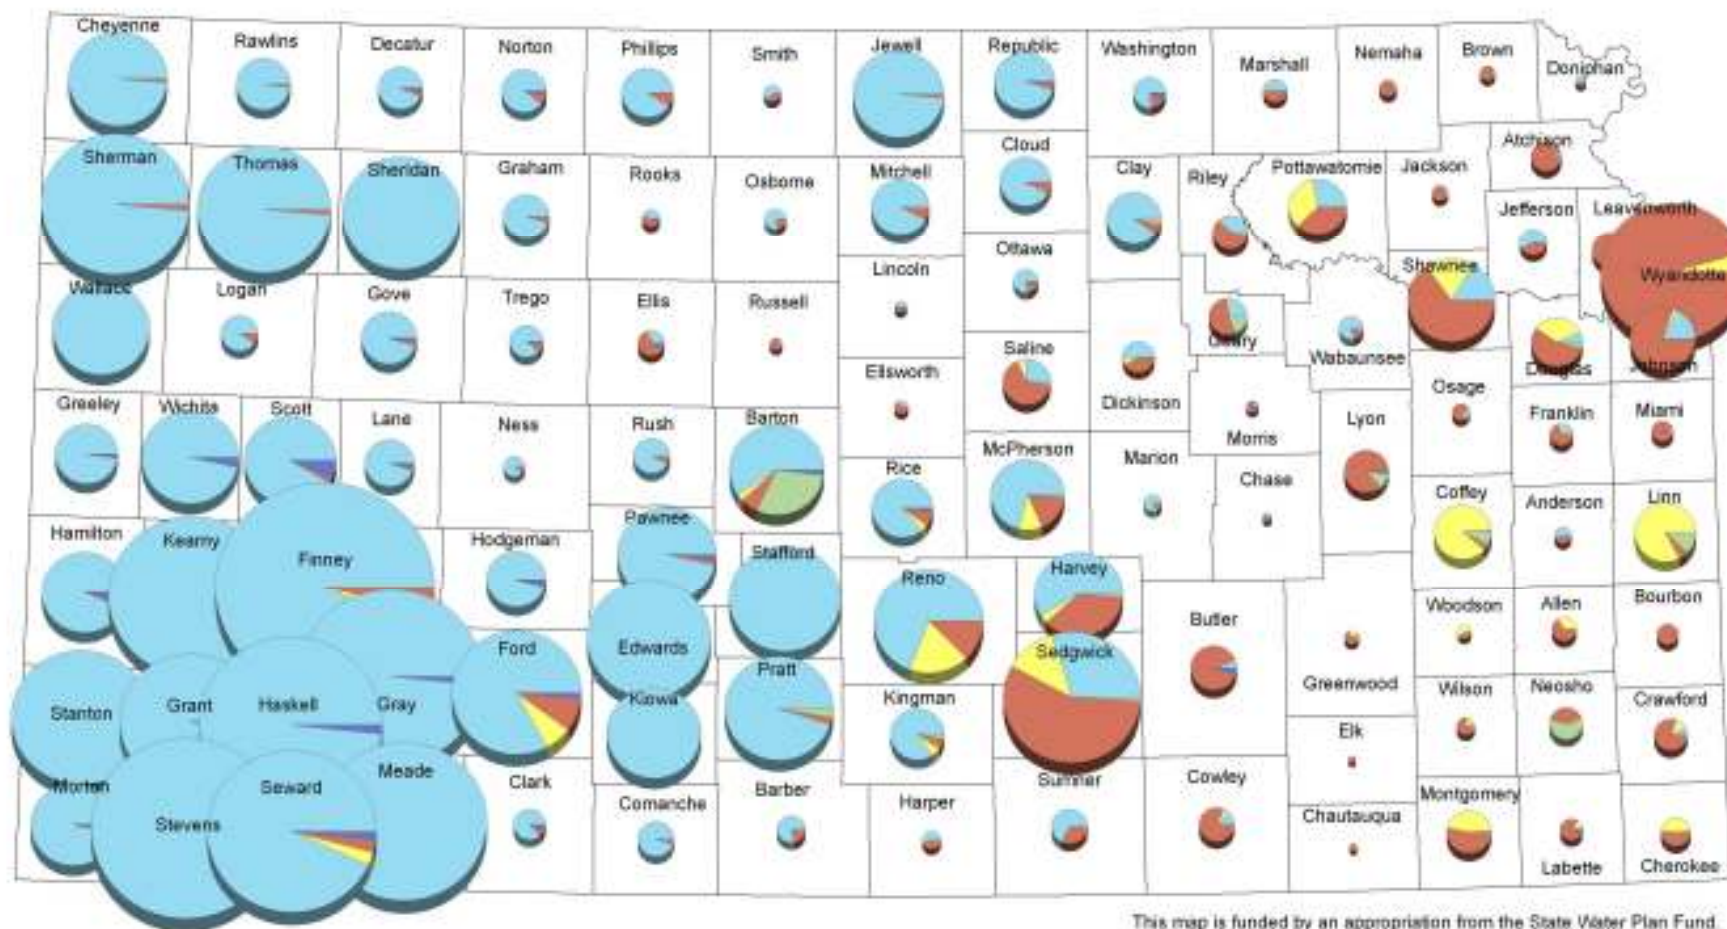 Cheyenne
Rawlins
Decatur
Norton
Phillips
Smith
Jewell
Republic
Washington
Marshall
Nemaha
Brown
Doniphan
Sherman
Thomas
Sheridan
Graham
Rooks
Osborne
Mitchell
Cloud
Clay
Riley
Pottawatomie
Jackson
Atchison
Jefferson
Leavenworth
Wyandotte
Wallace
Logan
Gove
Trego
Ellis
Russell
Lincoln
Ottawa
Saline
Ellsworth
Dickinson
Geary
Wabaunsee
Shawnee
Douglas
Johnson
Greeley
Wichita
Scott
Lane
Ness
Rush
Barton
Rice
McPherson
Marion
Morris
Chase
Lyon
Osage
Franklin
Miami
Coffey
Anderson
Linn
Hamilton
Kearny
Finney
Hodgeman
Pawnee
Stafford
Reno
Harvey
Sedgwick
Butler
Greenwood
Woodson
Allen
Bourbon
Stanton
Grant
Haskell
Gray
Ford
Edwards
Kiowa
Pratt
Kingman
Elk
Wilson
Neosho
Crawford
Morton
Stevens
Seward
Meade
Clark
Comanche
Barber
Harper
Sumner
Cowley
Chautauqua
Montgomery
Labette
Cherokee
This map is funded by an appropriation from the State Water Plan Fund.